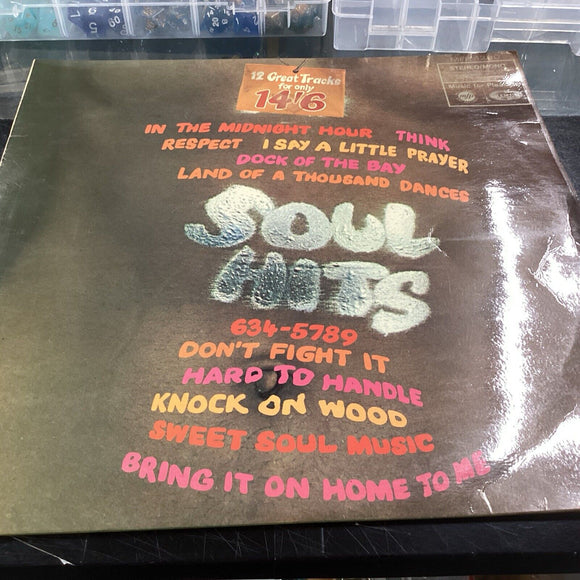 12 Great Tracks
for only
14/6
STEREO/MONO
IN THE MIDNIGHT HOUR THINK
RESPECT I SAY A LITTLE PRAYER
DOCK OF THE BAY
LAND OF A THOUSAND DANCES
SOUL
HITS
634-5789
DON'T FIGHT IT
HARD TO HANDLE
KNOCK ON WOOD
SWEET SOUL MUSIC
BRING IT ON HOME TO ME